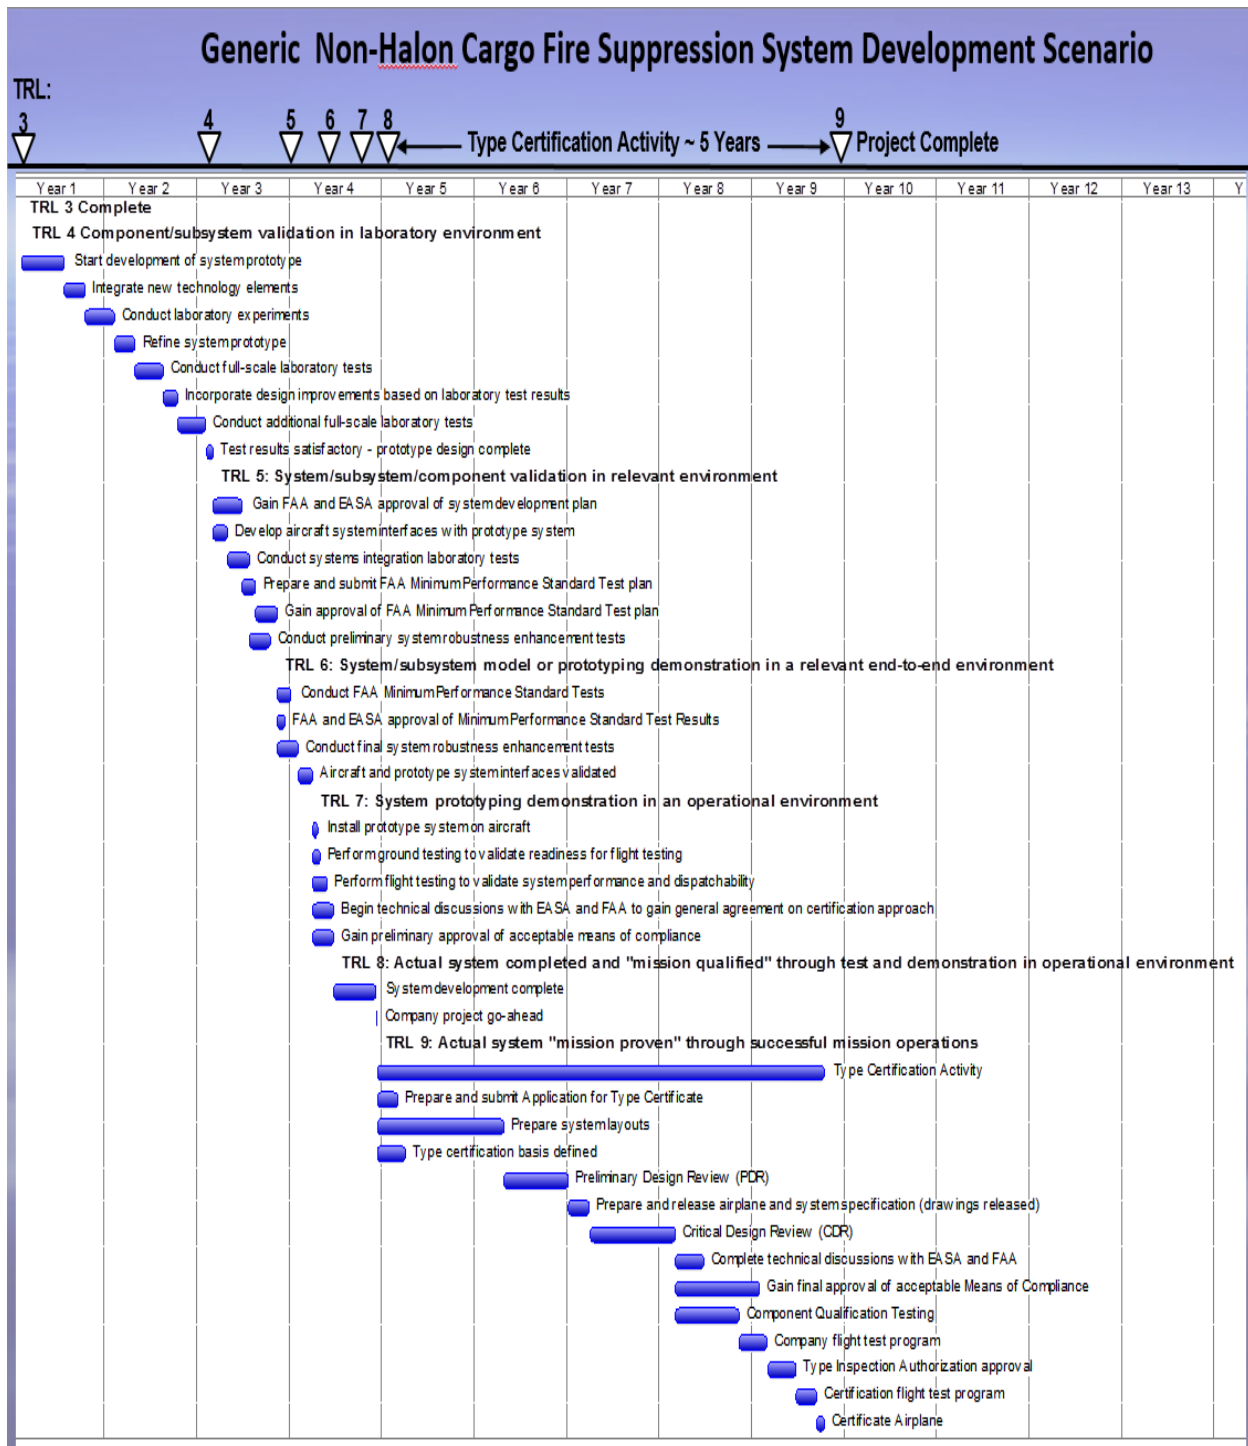 Generic Non-Halon Cargo Fire Suppression System Development Scenario
TRL:
3 4 5 6 7 8 9
Type Certification Activity ~ 5 Years Project Complete
Year 1 Year 2 Year 3 Year 4 Year 5 Year 6 Year 7 Year 8 Year 9 Year 10 Year 11 Year 12 Year 13 Y
TRL 3 Complete
TRL 4 Component/subsystem validation in laboratory environment
Start development of system prototype
Integrate new technology elements
Conduct laboratory experiments
Refine system prototype
Conduct full-scale laboratory tests
Incorporate design improvements based on laboratory test results
Conduct additional full-scale laboratory tests
Test results satisfactory - prototype design complete
TRL 5: System/subsystem/component validation in relevant environment
Gain FAA and EASA approval of system development plan
Develop aircraft system interfaces with prototype system
Conduct systems integration laboratory tests
Prepare and submit FAA Minimum Performance Standard Test plan
Gain approval of FAA Minimum Performance Standard Test plan
Conduct preliminary system robustness enhancement tests
TRL 6: System/subsystem model or prototyping demonstration in a relevant end-to-end environment
Conduct FAA Minimum Performance Standard Tests
FAA and EASA approval of Minimum Performance Standard Test Results
Conduct final system robustness enhancement tests
Aircraft and prototype system interfaces validated
TRL 7: System prototyping demonstration in an operational environment
Install prototype system on aircraft
Perform ground testing to validate readiness for flight testing
Perform flight testing to validate system performance and dispatchability
Begin technical discussions with EASA and FAA to gain general agreement on certification approach
Gain preliminary approval of acceptable means of compliance
TRL 8: Actual system completed and "mission qualified" through test and demonstration in operational environment
System development complete
Company project go-ahead
TRL 9: Actual system "mission proven" through successful mission operations
Type Certification Activity
Prepare and submit Application for Type Certificate
Prepare system layouts
Type certification basis defined
Preliminary Design Review (PDR)
Prepare and release airplane and system specification (drawings released)
Critical Design Review (CDR)
Complete technical discussions with EASA and FAA
Gain final approval of acceptable Means of Compliance
Component Qualification Testing
Company flight test program
Type Inspection Authorization approval
Certification flight test program
Certificate Airplane